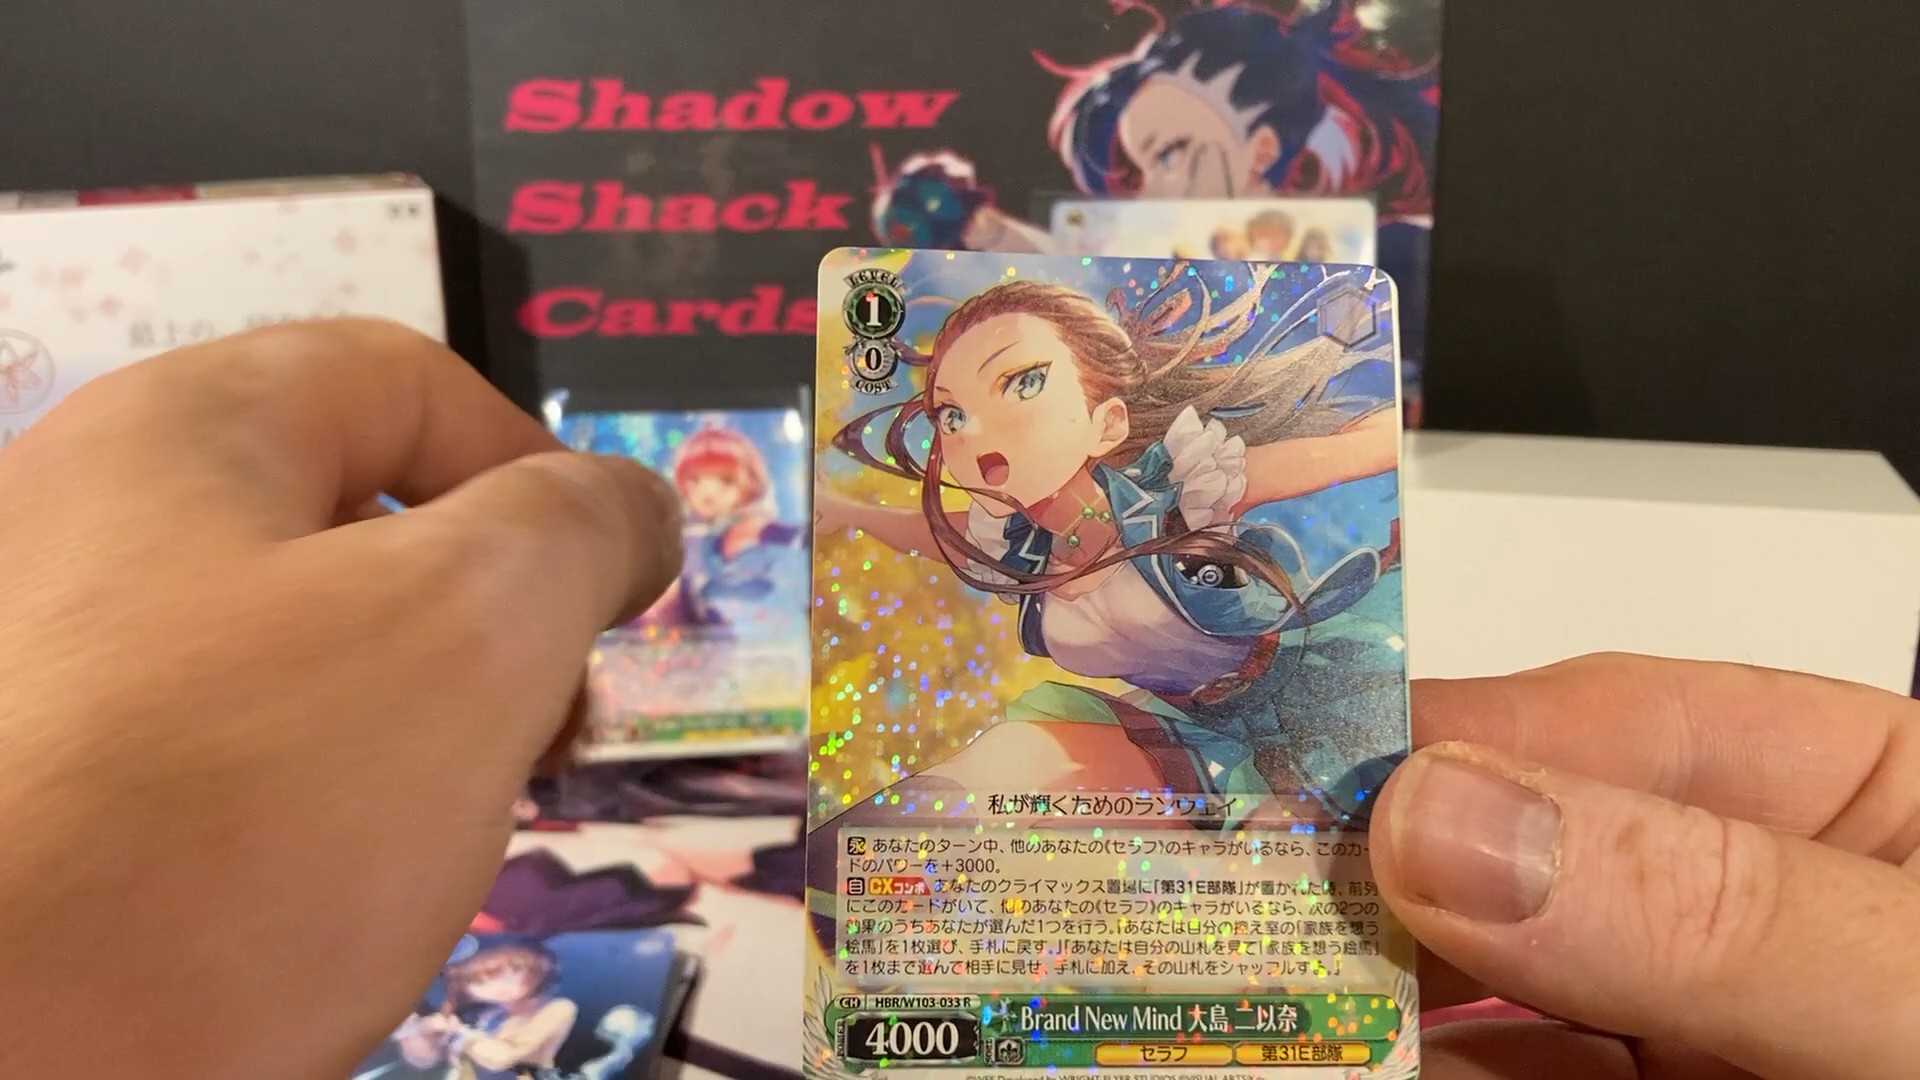 Shadow
Shack
Cards
LEVEL
1
0
COST
私が輝くためのランウェイ
永 あなたのターン中、他のあなたの《セラフ》のキャラがいるなら、このカー
ドのパワーを+3000。
自 CXコンボ あなたのクライマックス置場に「第31E部隊」が置かれた時、前列
にこのカードがいて、他のあなたの《セラフ》のキャラがいるなら、次の2つの
効果のうちあなたが選んだ1つを行う。「あなたは自分の控え室の「家族を想う
絵馬」を1枚選び、手札に戻す。」「あなたは自分の山札を見て「家族を想う絵馬」
を1枚まで選んで相手に見せ、手札に加え、その山札をシャッフルする。」
CH HBR/W103-033 R
4000
Brand New Mind 大島 二以奈
セラフ 第31E部隊